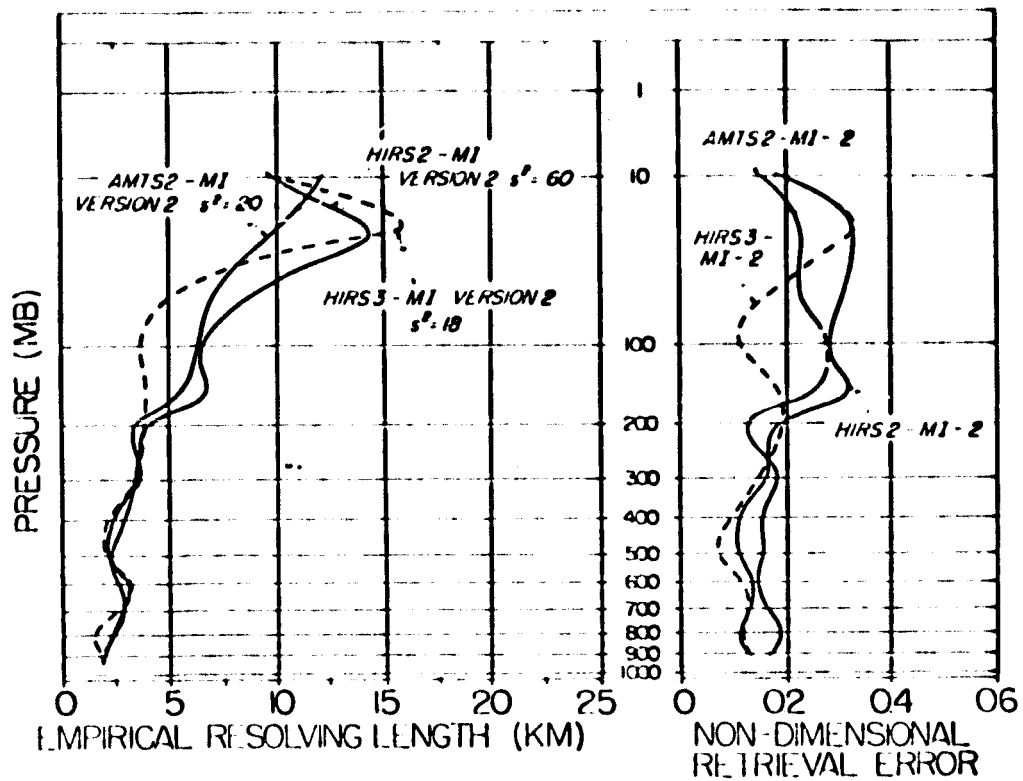 PRESSURE (MB)
HIRS2-MI
VERSION 2 s²=60
AMTS2-MI
VERSION 2 s²=20
HIRS3-MI VERSION 2
s²=18
0 5 10 15 20 25
EMPIRICAL RESOLVING LENGTH (KM)
1
10
100
200
300
400
500
600
700
800
900
1000
AMTS2-MI-2
HIRS3-
MI-2
HIRS2-MI-2
0 02 04 06
NON-DIMENSIONAL
RETRIEVAL ERROR